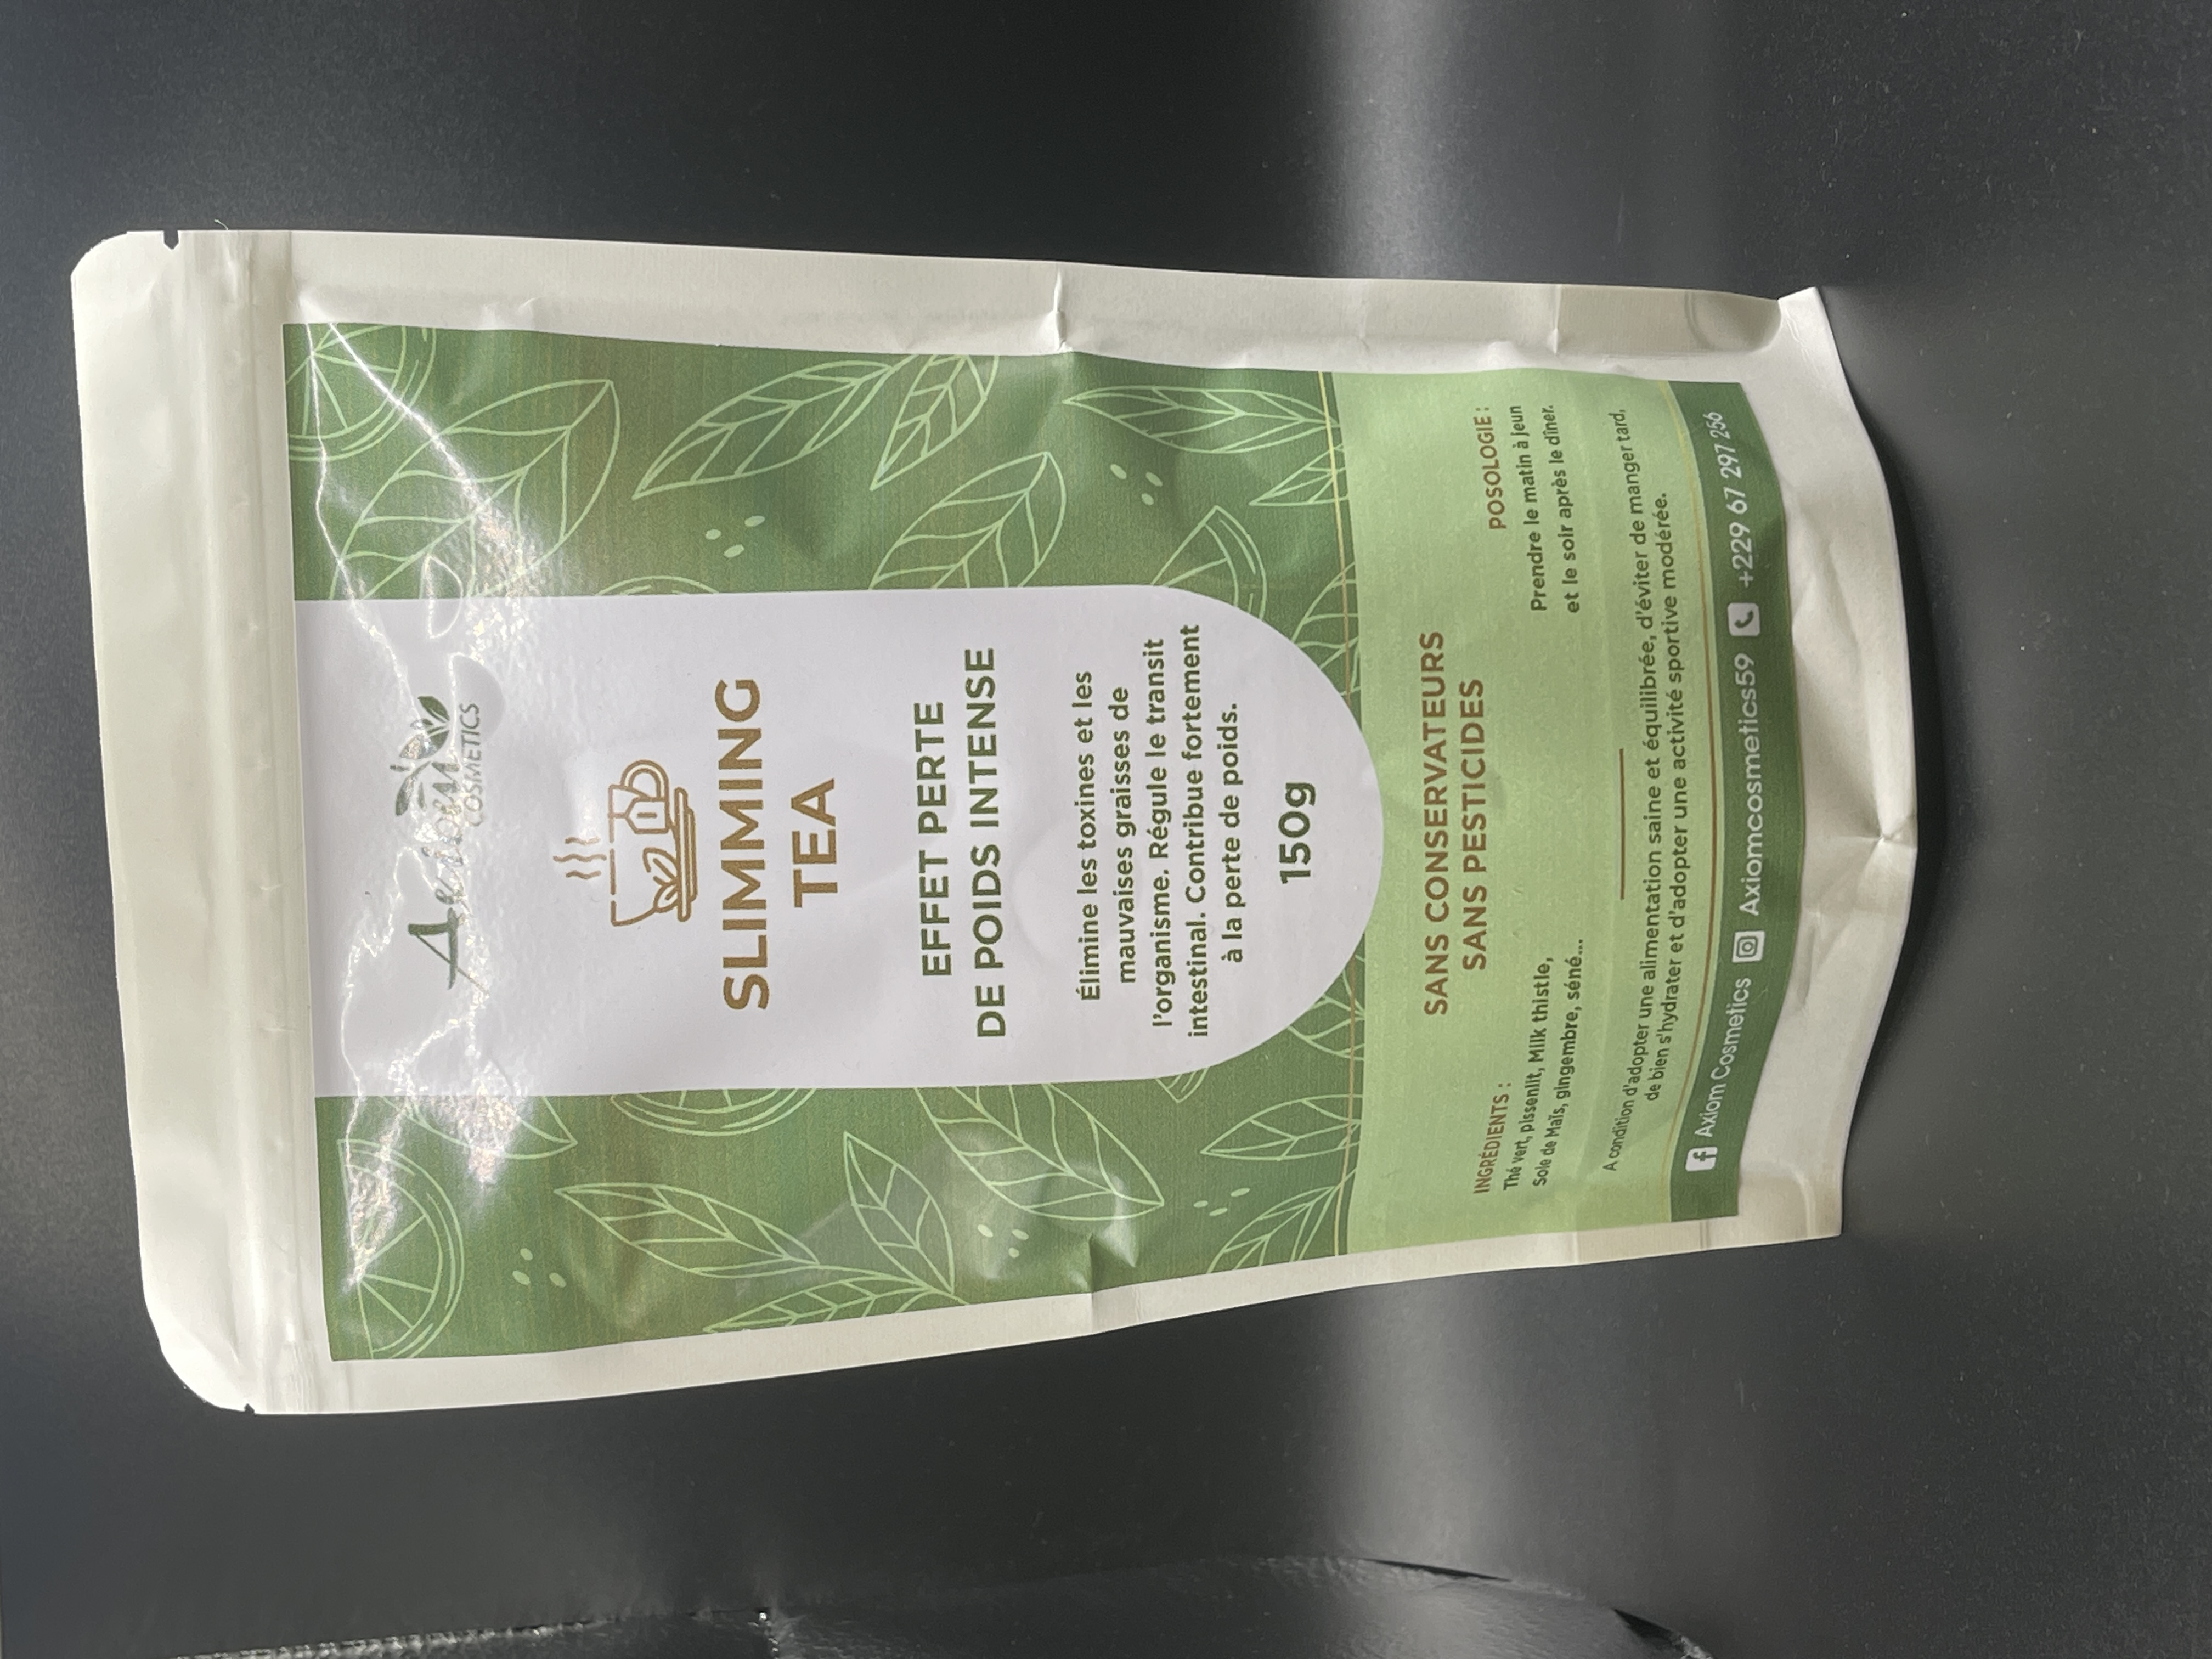 Axiom
COSMETICS
SLIMMING
TEA
EFFET PERTE
DE POIDS INTENSE
Élimine les toxines et les
mauvaises graisses de
l'organisme. Régule le transit
intestinal. Contribue fortement
à la perte de poids.
150g
SANS CONSERVATEURS
SANS PESTICIDES
INGRÉDIENTS :
Thé vert, pissenlit, Milk thistle,
Soie de Maïs, gingembre, séné...
POSOLOGIE :
Prendre le matin à jeun
et le soir après le dîner.
A condition d'adopter une alimentation saine et équilibrée, d'éviter de manger tard,
de bien s'hydrater et d'adopter une activité sportive modérée.
Axiom Cosmetics Axiomcosmetics59 +229 67 297 256